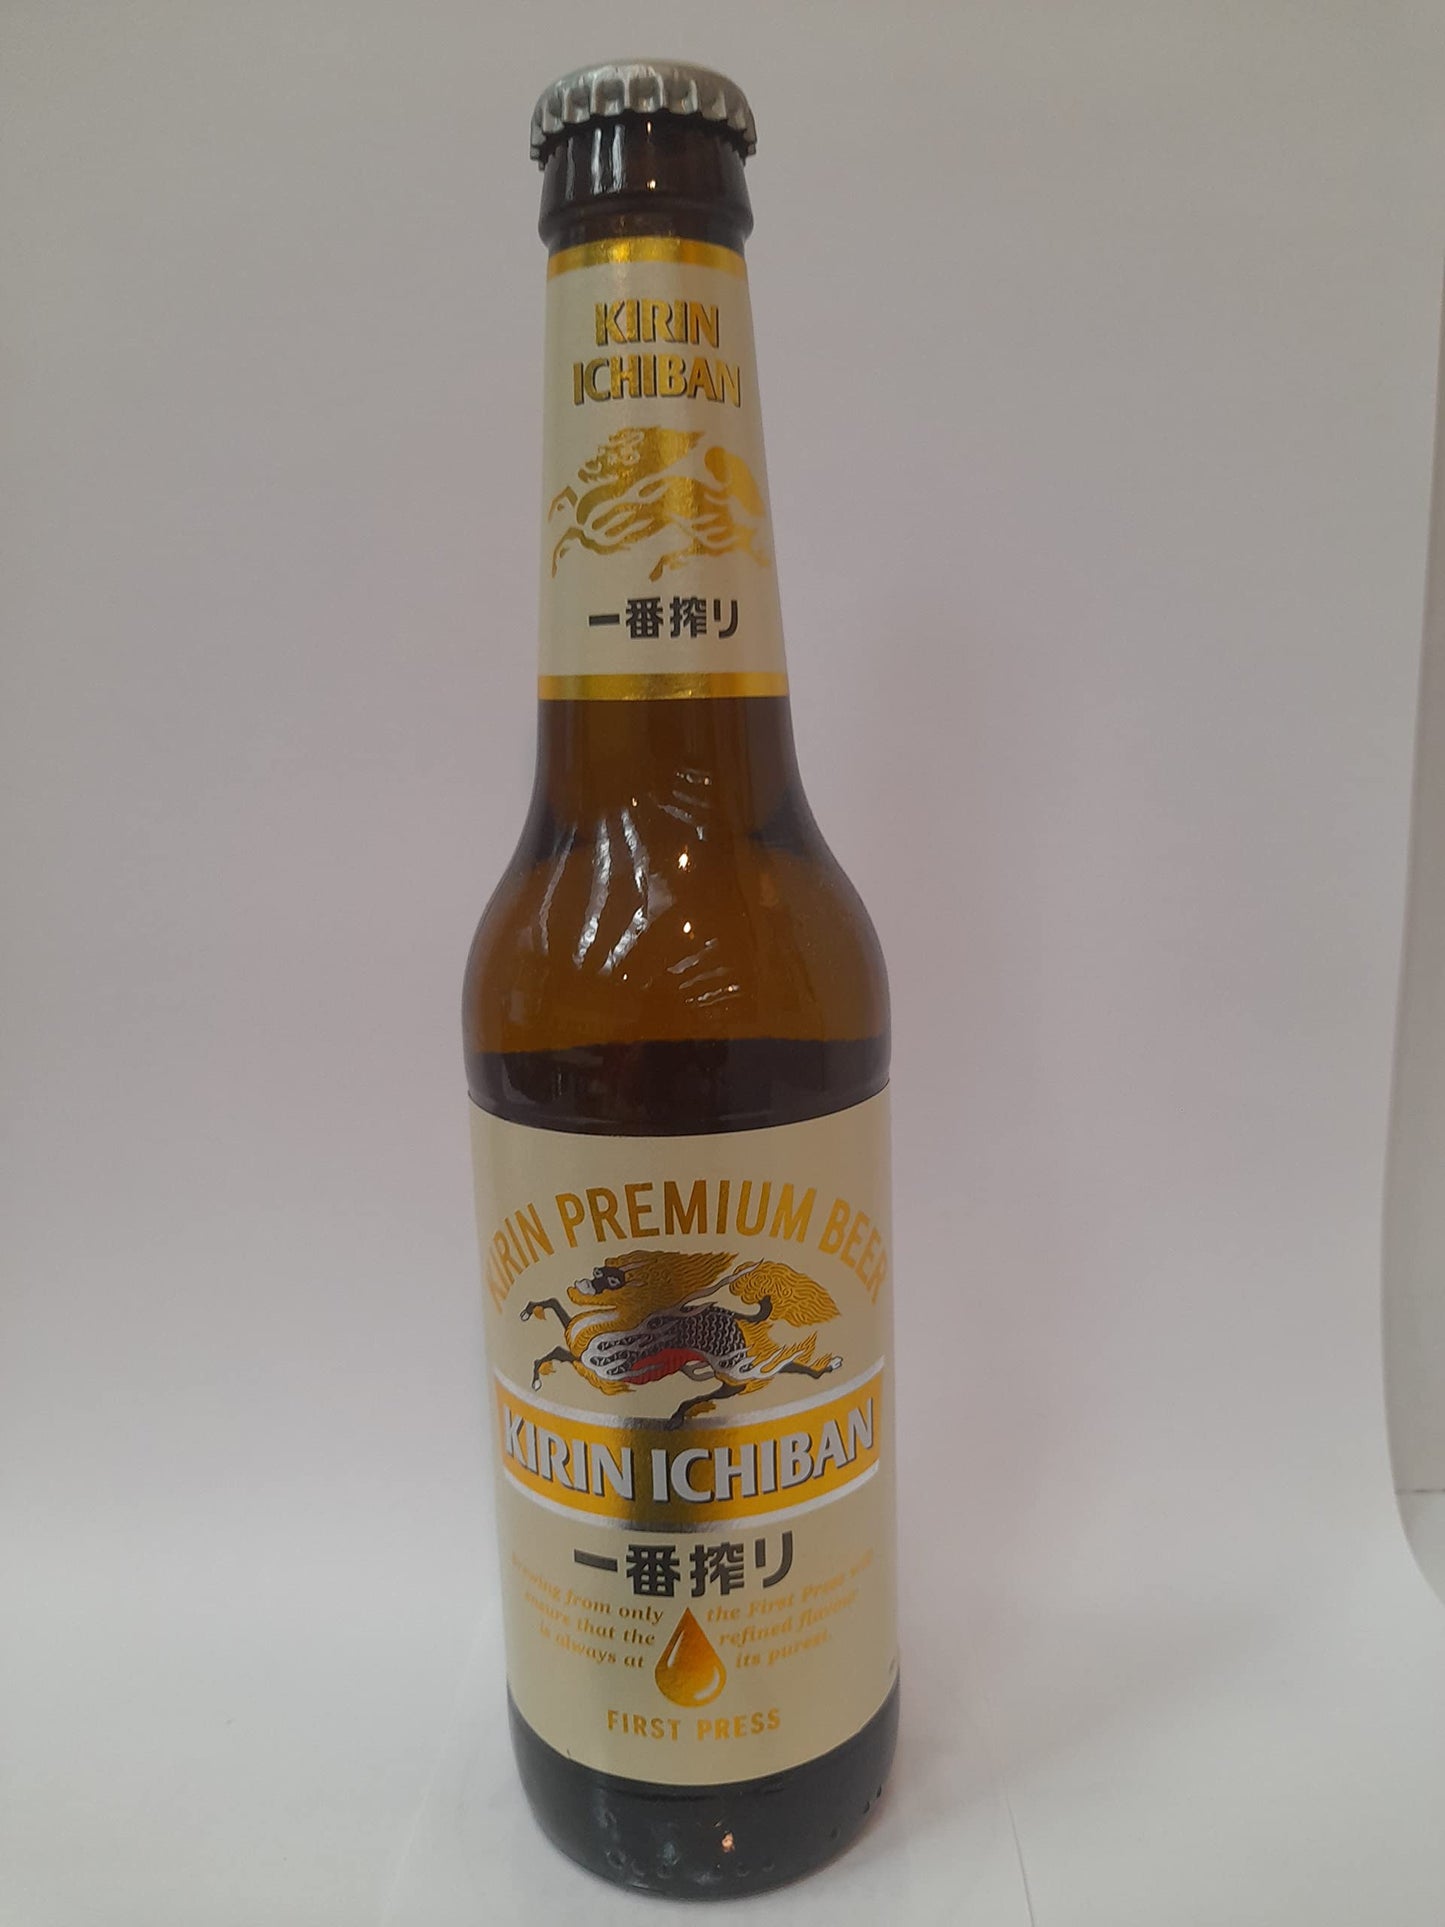 KIRIN
ICHIBAN
一番搾り
KIRIN PREMIUM BEER
KIRIN ICHIBAN
一番搾り
Brewing from only the First Press will
ensure that the refined flavour
is always at its purest.
FIRST PRESS